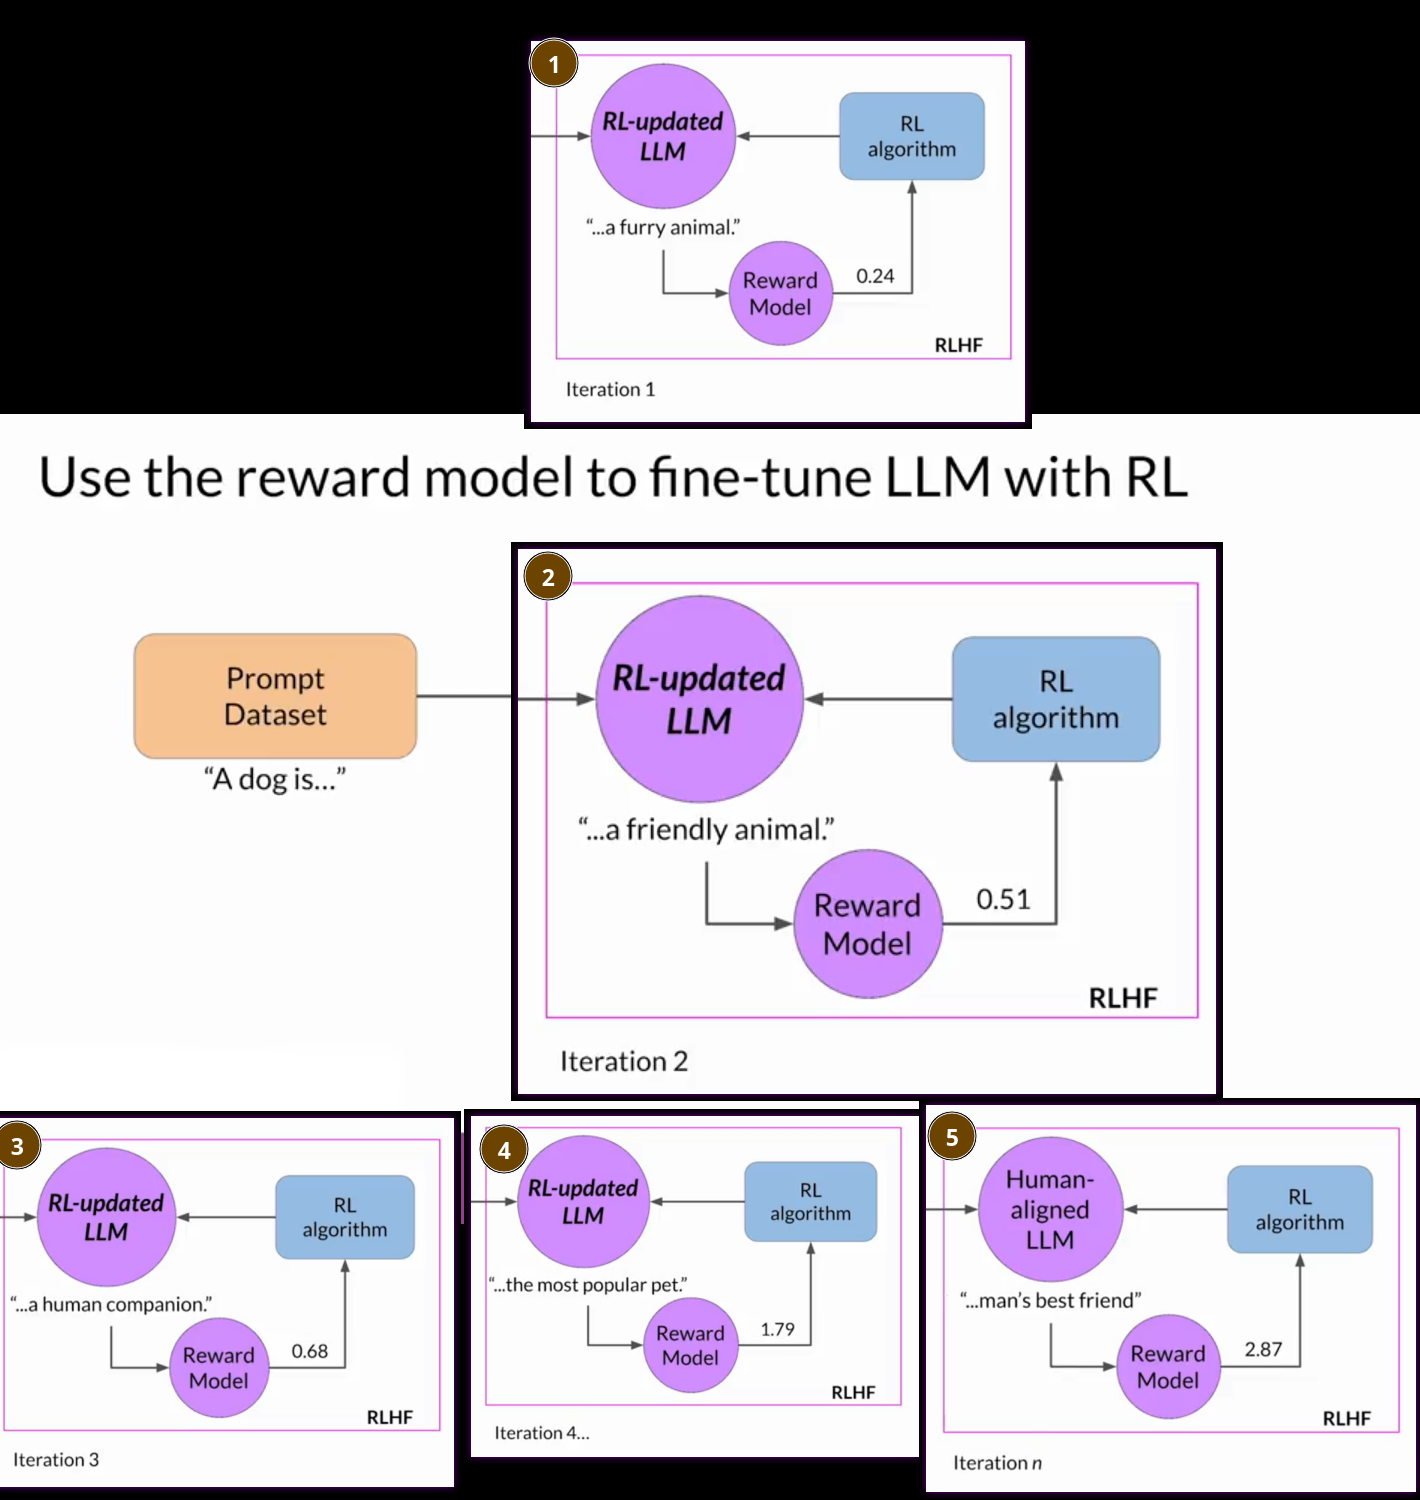 1
RL-updated
LLM
RL
algorithm
“...a furry animal.”
Reward
Model
0.24
RLHF
Iteration 1
Use the reward model to fine-tune LLM with RL
2
Prompt
Dataset
“A dog is...”
RL-updated
LLM
RL
algorithm
“...a friendly animal.”
Reward
Model
0.51
RLHF
Iteration 2
3
RL-updated
LLM
RL
algorithm
“...a human companion.”
Reward
Model
0.68
RLHF
Iteration 3
4
RL-updated
LLM
RL
algorithm
“...the most popular pet.”
Reward
Model
1.79
RLHF
Iteration 4...
5
Human-
aligned
LLM
RL
algorithm
“...man’s best friend”
Reward
Model
2.87
RLHF
Iteration n